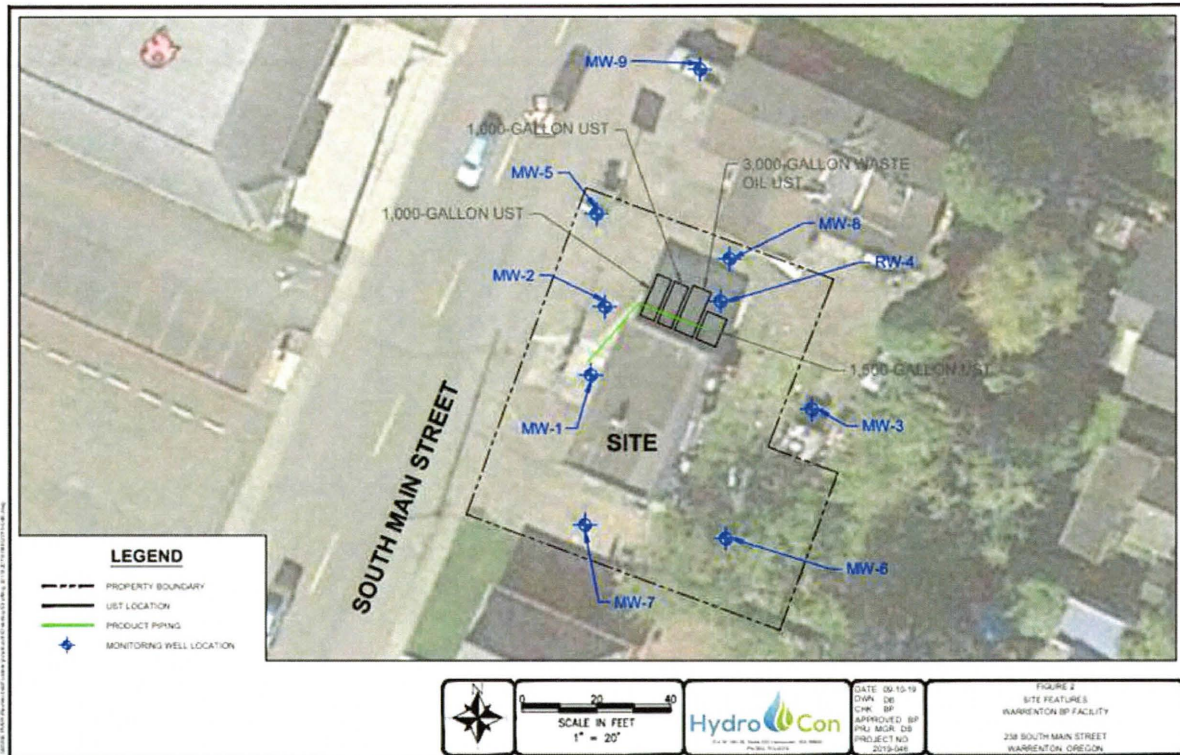 MW-9
1,000-GALLON UST
3,000-GALLON WASTE
OIL UST
MW-5
1,000-GALLON UST
MW-8
MW-2
RW-4
1,500-GALLON UST
MW-1
MW-3
SITE
SOUTH MAIN STREET
MW-6
MW-7
LEGEND
PROPERTY BOUNDARY
UST LOCATION
PRODUCT PIPING
MONITORING WELL LOCATION
N
0 20 40
SCALE IN FEET
1" = 20'
HydroCon
DATE 09-10-19
DWN DB
CHK BP
APPROVED BP
PRJ. MGR. DB
PROJECT NO
2019-048
FIGURE 2
SITE FEATURES
WARRENTON BP FACILITY
238 SOUTH MAIN STREET
WARRENTON, OREGON